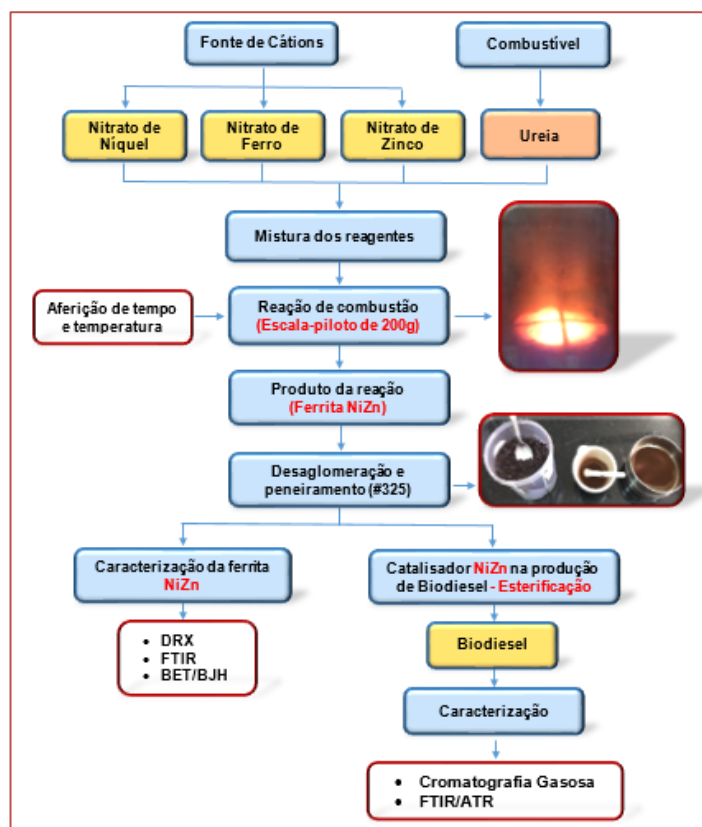 Fonte de Cátions
Combustível
Nitrato de
Níquel
Nitrato de
Ferro
Nitrato de
Zinco
Ureia
Mistura dos reagentes
Aferição de tempo
e temperatura
Reação de combustão
(Escala-piloto de 200g)
Produto da reação
(Ferrita NiZn)
Desaglomeração e
peneiramento (#325)
Caracterização da ferrita
NiZn
Catalisador NiZn na produção
de Biodiesel - Esterificação
• DRX
• FTIR
• BET/BJH
Biodiesel
Caracterização
• Cromatografia Gasosa
• FTIR/ATR